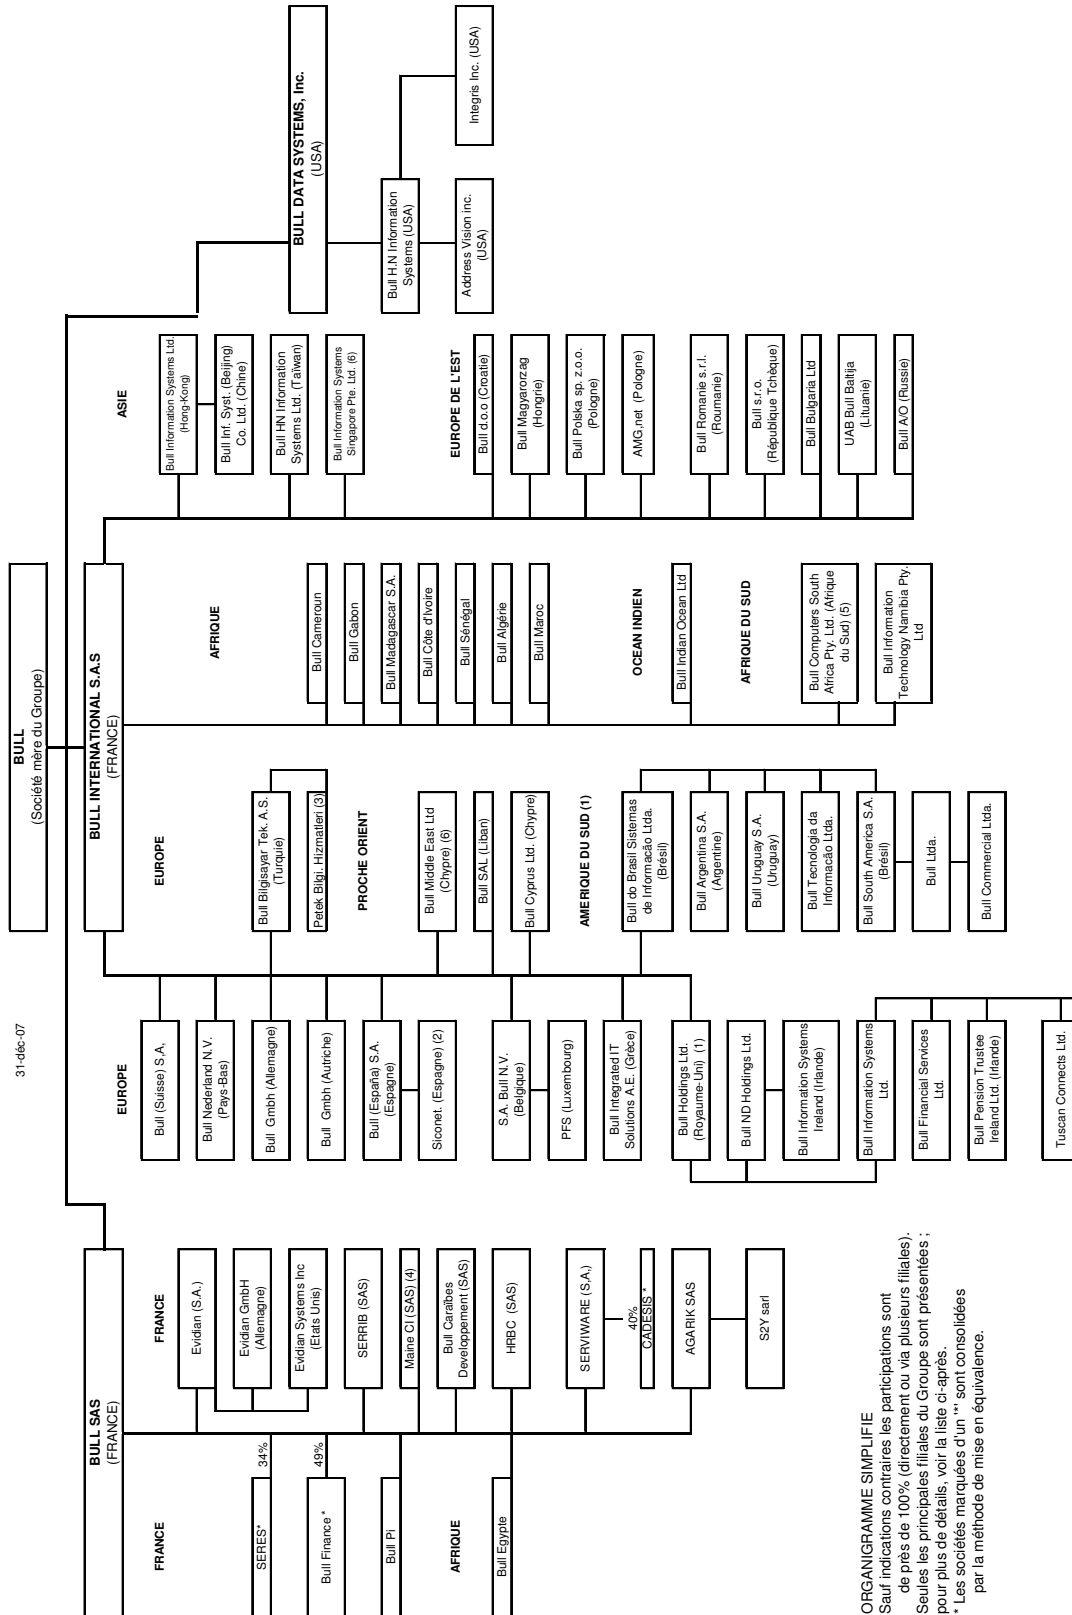 31-déc-07
BULL
(Société mère du Groupe)
BULL SAS
(FRANCE)
FRANCE
SERES*
34%
Bull Finance *
49%
Bull Pi
AFRIQUE
Bull Egypte
FRANCE
Evidian (S.A.)
Evidian GmbH
(Allemagne)
Evidian Systems Inc
(Etats Unis)
SERRIB (SAS)
Maine CI (SAS) (4)
Bull Caraïbes
Developpement (SAS)
HRBC (SAS)
SERVIWARE (S.A,)
40%
CADESIS *
AGARIK SAS
S2Y sarl
BULL INTERNATIONAL S.A.S
(FRANCE)
EUROPE
Bull (Suisse) S,A,
Bull Nederland N.V.
(Pays-Bas)
Bull Gmbh (Allemagne)
Bull Gmbh (Autriche)
Bull (España) S.A.
(Espagne)
Siconet. (Espagne) (2)
S.A. Bull N.V.
(Belgique)
PFS (Luxembourg)
Bull Integrated IT
Solutions A.E. (Grèce)
Bull Holdings Ltd.
(Royaume-Uni) (1)
Bull ND Holdings Ltd.
Bull Information Systems
Ireland (Irlande)
Bull Information Systems
Ltd.
Bull Financial Services
Ltd.
Bull Pension Trustee
Ireland Ltd. (Irlande)
Tuscan Connects Ltd.
EUROPE
Bull Bilgisayar Tek. A.S.
(Turquie)
Petek Bilgi. Hizmatleri (3)
PROCHE ORIENT
Bull Middle East Ltd
(Chypre) (6)
Bull SAL (Liban)
Bull Cyprus Ltd. (Chypre)
AMERIQUE DU SUD (1)
Bull do Brasil Sistemas
de Informacão Ltda.
(Brésil)
Bull Argentina S.A.
(Argentine)
Bull Uruguay S.A.
(Uruguay)
Bull Tecnologia da
Informacão Ltda.
Bull South America S.A.
(Brésil)
Bull Ltda.
Bull Commercial Ltda.
AFRIQUE
Bull Cameroun
Bull Gabon
Bull Madagascar S.A.
Bull Côte d'Ivoire
Bull Sénégal
Bull Algérie
Bull Maroc
OCEAN INDIEN
Bull Indian Ocean Ltd
AFRIQUE DU SUD
Bull Computers South
Africa Pty. Ltd. (Afrique
du Sud) (5)
Bull Information
Technology Namibia Pty.
Ltd
ASIE
Bull Information Systems Ltd.
(Hong-Kong)
Bull Inf. Syst. (Beijing)
Co. Ltd. (Chine)
Bull HN Information
Systems Ltd. (Taïwan)
Bull Information Systems
Singapore Pte. Ltd. (6)
EUROPE DE L'EST
Bull d.o.o (Croatie)
Bull Magyarorzag
(Hongrie)
Bull Polska sp. z.o.o.
(Pologne)
AMG,net (Pologne)
Bull Romanie s.r.l.
(Roumanie)
Bull s.r.o.
(République Tchèque)
Bull Bulgaria Ltd
UAB Bull Baltija
(Lituanie)
Bull A/O (Russie)
BULL DATA SYSTEMS, Inc.
(USA)
Bull H.N Information
Systems (USA)
Address Vision inc.
(USA)
Integris Inc. (USA)
ORGANIGRAMME SIMPLIFIE
Sauf indications contraires les participations sont
de près de 100% (directement ou via plusieurs filiales).
Seules les principales filiales du Groupe sont présentées ;
pour plus de détails, voir la liste ci-après.
* Les sociétés marquées d'un '*' sont consolidées
par la méthode de mise en équivalence.